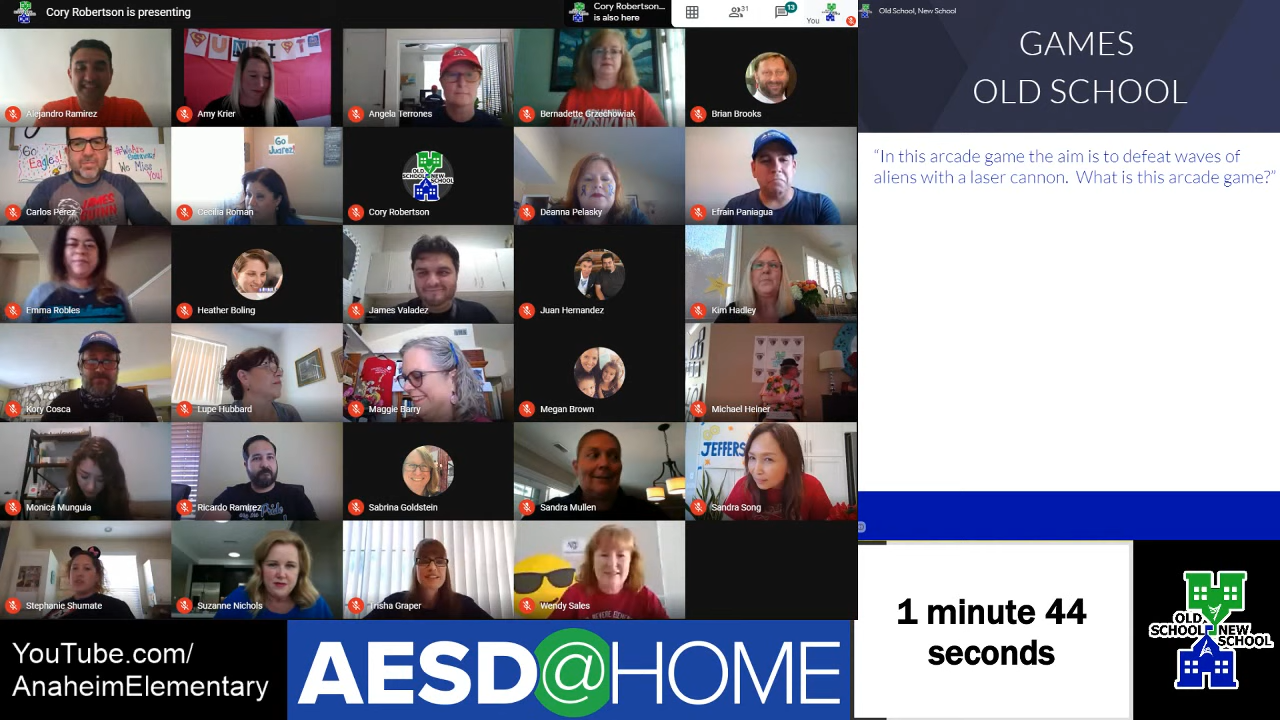 Cory Robertson is presenting
Cory Robertson...
is also here
31
13
You
Old School, New School
GAMES
OLD SCHOOL
“In this arcade game the aim is to defeat waves of
aliens with a laser cannon. What is this arcade game?”
UNITE
Alejandro Ramirez
Amy Krier
Angela Terrones
Bernadette Grzechowiak
Brian Brooks
Go
Eagles!
We Miss
You!
Go
Juarez!
OLD
SCHOOL
NEW
SCHOOL
Carlos Pérez
Cecilia Roman
Cory Robertson
Deanna Pelasky
Efrain Paniagua
Emma Robles
Heather Boling
James Valadez
Juan Hernandez
Kim Hadley
Kory Cosca
Lupe Hubbard
Maggie Barry
Megan Brown
Michael Heiner
JEFFERS
Monica Munguia
Ricardo Ramirez
Sabrina Goldstein
Sandra Mullen
Sandra Song
Stephanie Shumate
Suzanne Nichols
Trisha Graper
Wendy Sales
YouTube.com/
AnaheimElementary
AESD@HOME
1 minute 44
seconds
OLD
SCHOOL
NEW
SCHOOL